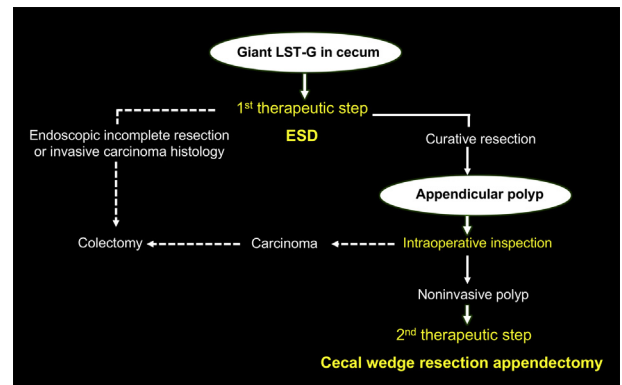 Giant LST-G in cecum
1st therapeutic step
ESD
Endoscopic incomplete resection
or invasive carcinoma histology
Curative resection
Appendicular polyp
Colectomy
Carcinoma
Intraoperative inspection
Noninvasive polyp
2nd therapeutic step
Cecal wedge resection appendectomy